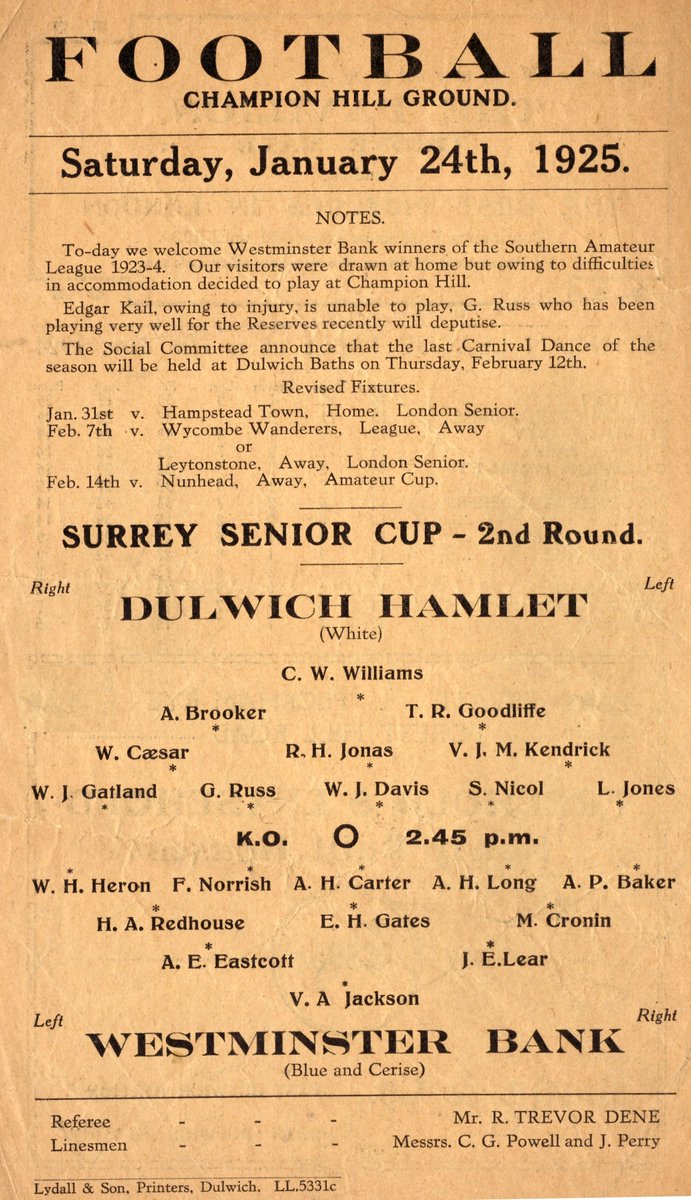 FOOTBALL
CHAMPION HILL GROUND.
Saturday, January 24th, 1925.
NOTES.
To-day we welcome Westminster Bank winners of the Southern Amateur
League 1923-4. Our visitors were drawn at home but owing to difficulties
in accommodation decided to play at Champion Hill.
Edgar Kail, owing to injury, is unable to play, G. Russ who has been
playing very well for the Reserves recently will deputise.
The Social Committee announce that the last Carnival Dance of the
season will be held at Dulwich Baths on Thursday, February 12th.
Revised Fixtures.
Jan. 31st v. Hampstead Town, Home. London Senior.
Feb. 7th v. Wycombe Wanderers, League, Away
or
Leytonstone, Away, London Senior.
Feb. 14th v. Nunhead, Away, Amateur Cup.
SURREY SENIOR CUP - 2nd Round.
Right Left
DULWICH HAMLET
(White)
C. W. Williams
*
A. Brooker T. R. Goodliffe
* *
W. Cæsar R. H. Jonas V. J. M. Kendrick
* * *
W. J. Gatland G. Russ W. J. Davis S. Nicol L. Jones
* * * * *
K.O. O 2.45 p.m.
* * * * *
W. H. Heron F. Norrish A. H. Carter A. H. Long A. P. Baker
* * *
H. A. Redhouse E. H. Gates M. Cronin
* *
A. E. Eastcott J. E.Lear
*
V. A Jackson
Left Right
WESTMINSTER BANK
(Blue and Cerise)
Referee - - - Mr. R. TREVOR DENE
Linesmen - - - Messrs. C. G. Powell and J. Perry
Lydall & Son, Printers, Dulwich. LL.5331c